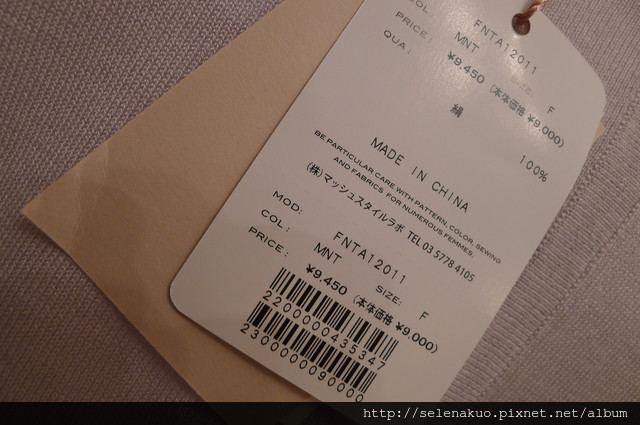 COL
FNTA12011
PRICE:
MNT
SIZE: F
QUA:
¥9,450 (本体価格 ¥9,000)
絹 100%
MADE IN CHINA
BE PARTICULAR CARE WITH PATTERN, COLOR, SEWING
AND FABRICS FOR NUMEROUS FEMMES.
(株)マッシュスタイルラボ TEL 03 5778 4105
MOD: FNTA12011
COL: MNT
SIZE: F
PRICE: ¥9,450 (本体価格 ¥9,000)
2200000435347
2300000090000
http://selenakuo.pixnet.net/album